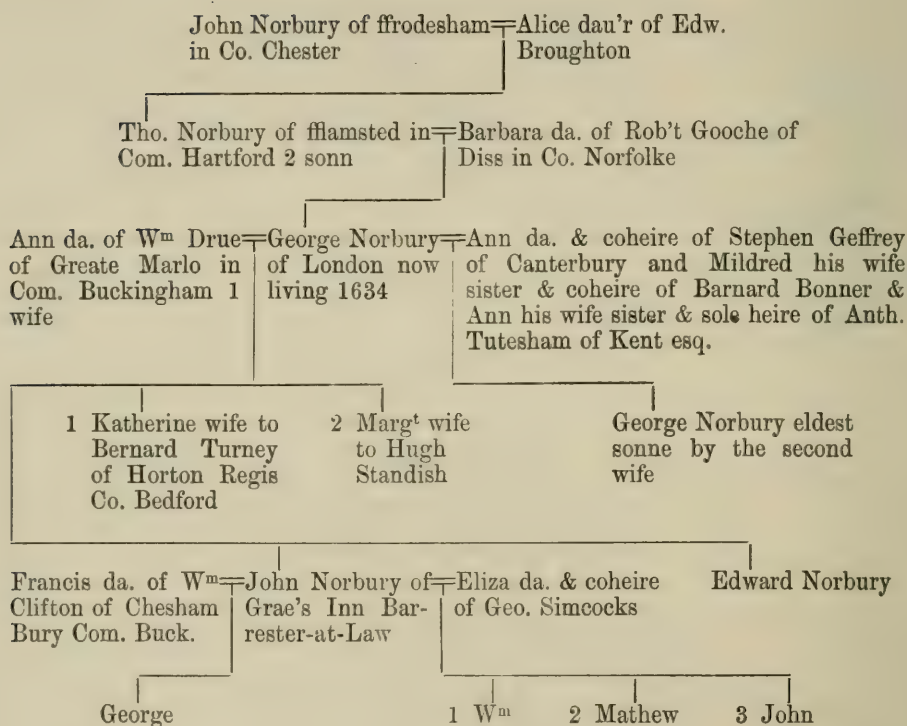 John Norbury of ffrodesham
in Co. Chester
Alice dau'r of Edw.
Broughton
Tho. Norbury of fflamsted in
Com. Hartford 2 sonn
Barbara da. of Rob't Gooche of
Diss in Co. Norfolke
Ann da. of Wᵐ Drue
of Greate Marlo in
Com. Buckingham 1
wife
George Norbury
of London now
living 1634
Ann da. & coheire of Stephen Geffrey
of Canterbury and Mildred his wife
sister & coheire of Barnard Bonner &
Ann his wife sister & sole heire of Anth.
Tutesham of Kent esq.
1 Katherine wife to
Bernard Turney
of Horton Regis
Co. Bedford
2 Margᵗ wife
to Hugh
Standish
George Norbury eldest
sonne by the second
wife
Francis da. of Wᵐ
Clifton of Chesham
Bury Com. Buck.
John Norbury of
Grae's Inn Bar-
rester-at-Law
Eliza da. & coheire
of Geo. Simcocks
Edward Norbury
George
1 Wᵐ
2 Mathew
3 John